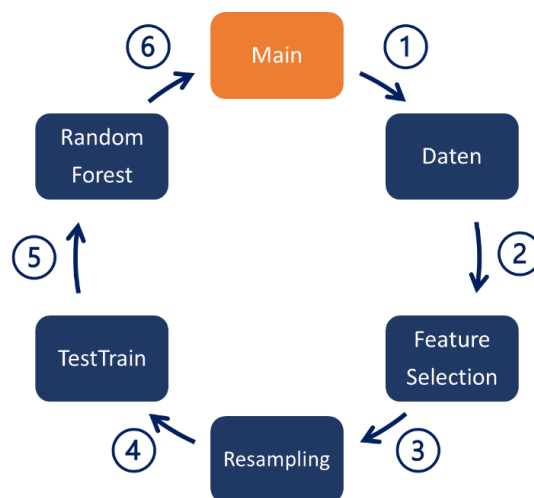 Main
1
Daten
2
Feature
Selection
3
Resampling
4
TestTrain
5
Random
Forest
6